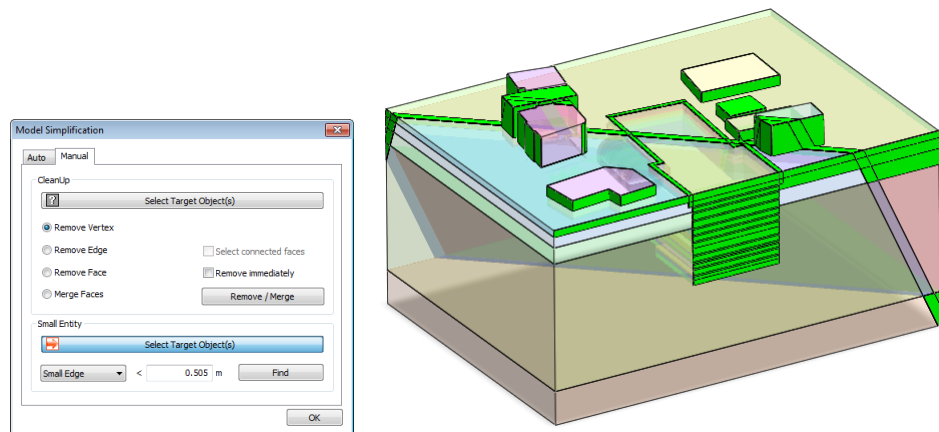 Model Simplification
Auto Manual
CleanUp
Select Target Object(s)
Remove Vertex
Remove Edge
Select connected faces
Remove Face
Remove immediately
Merge Faces
Remove / Merge
Small Entity
Select Target Object(s)
Small Edge < 0.505 m Find
OK